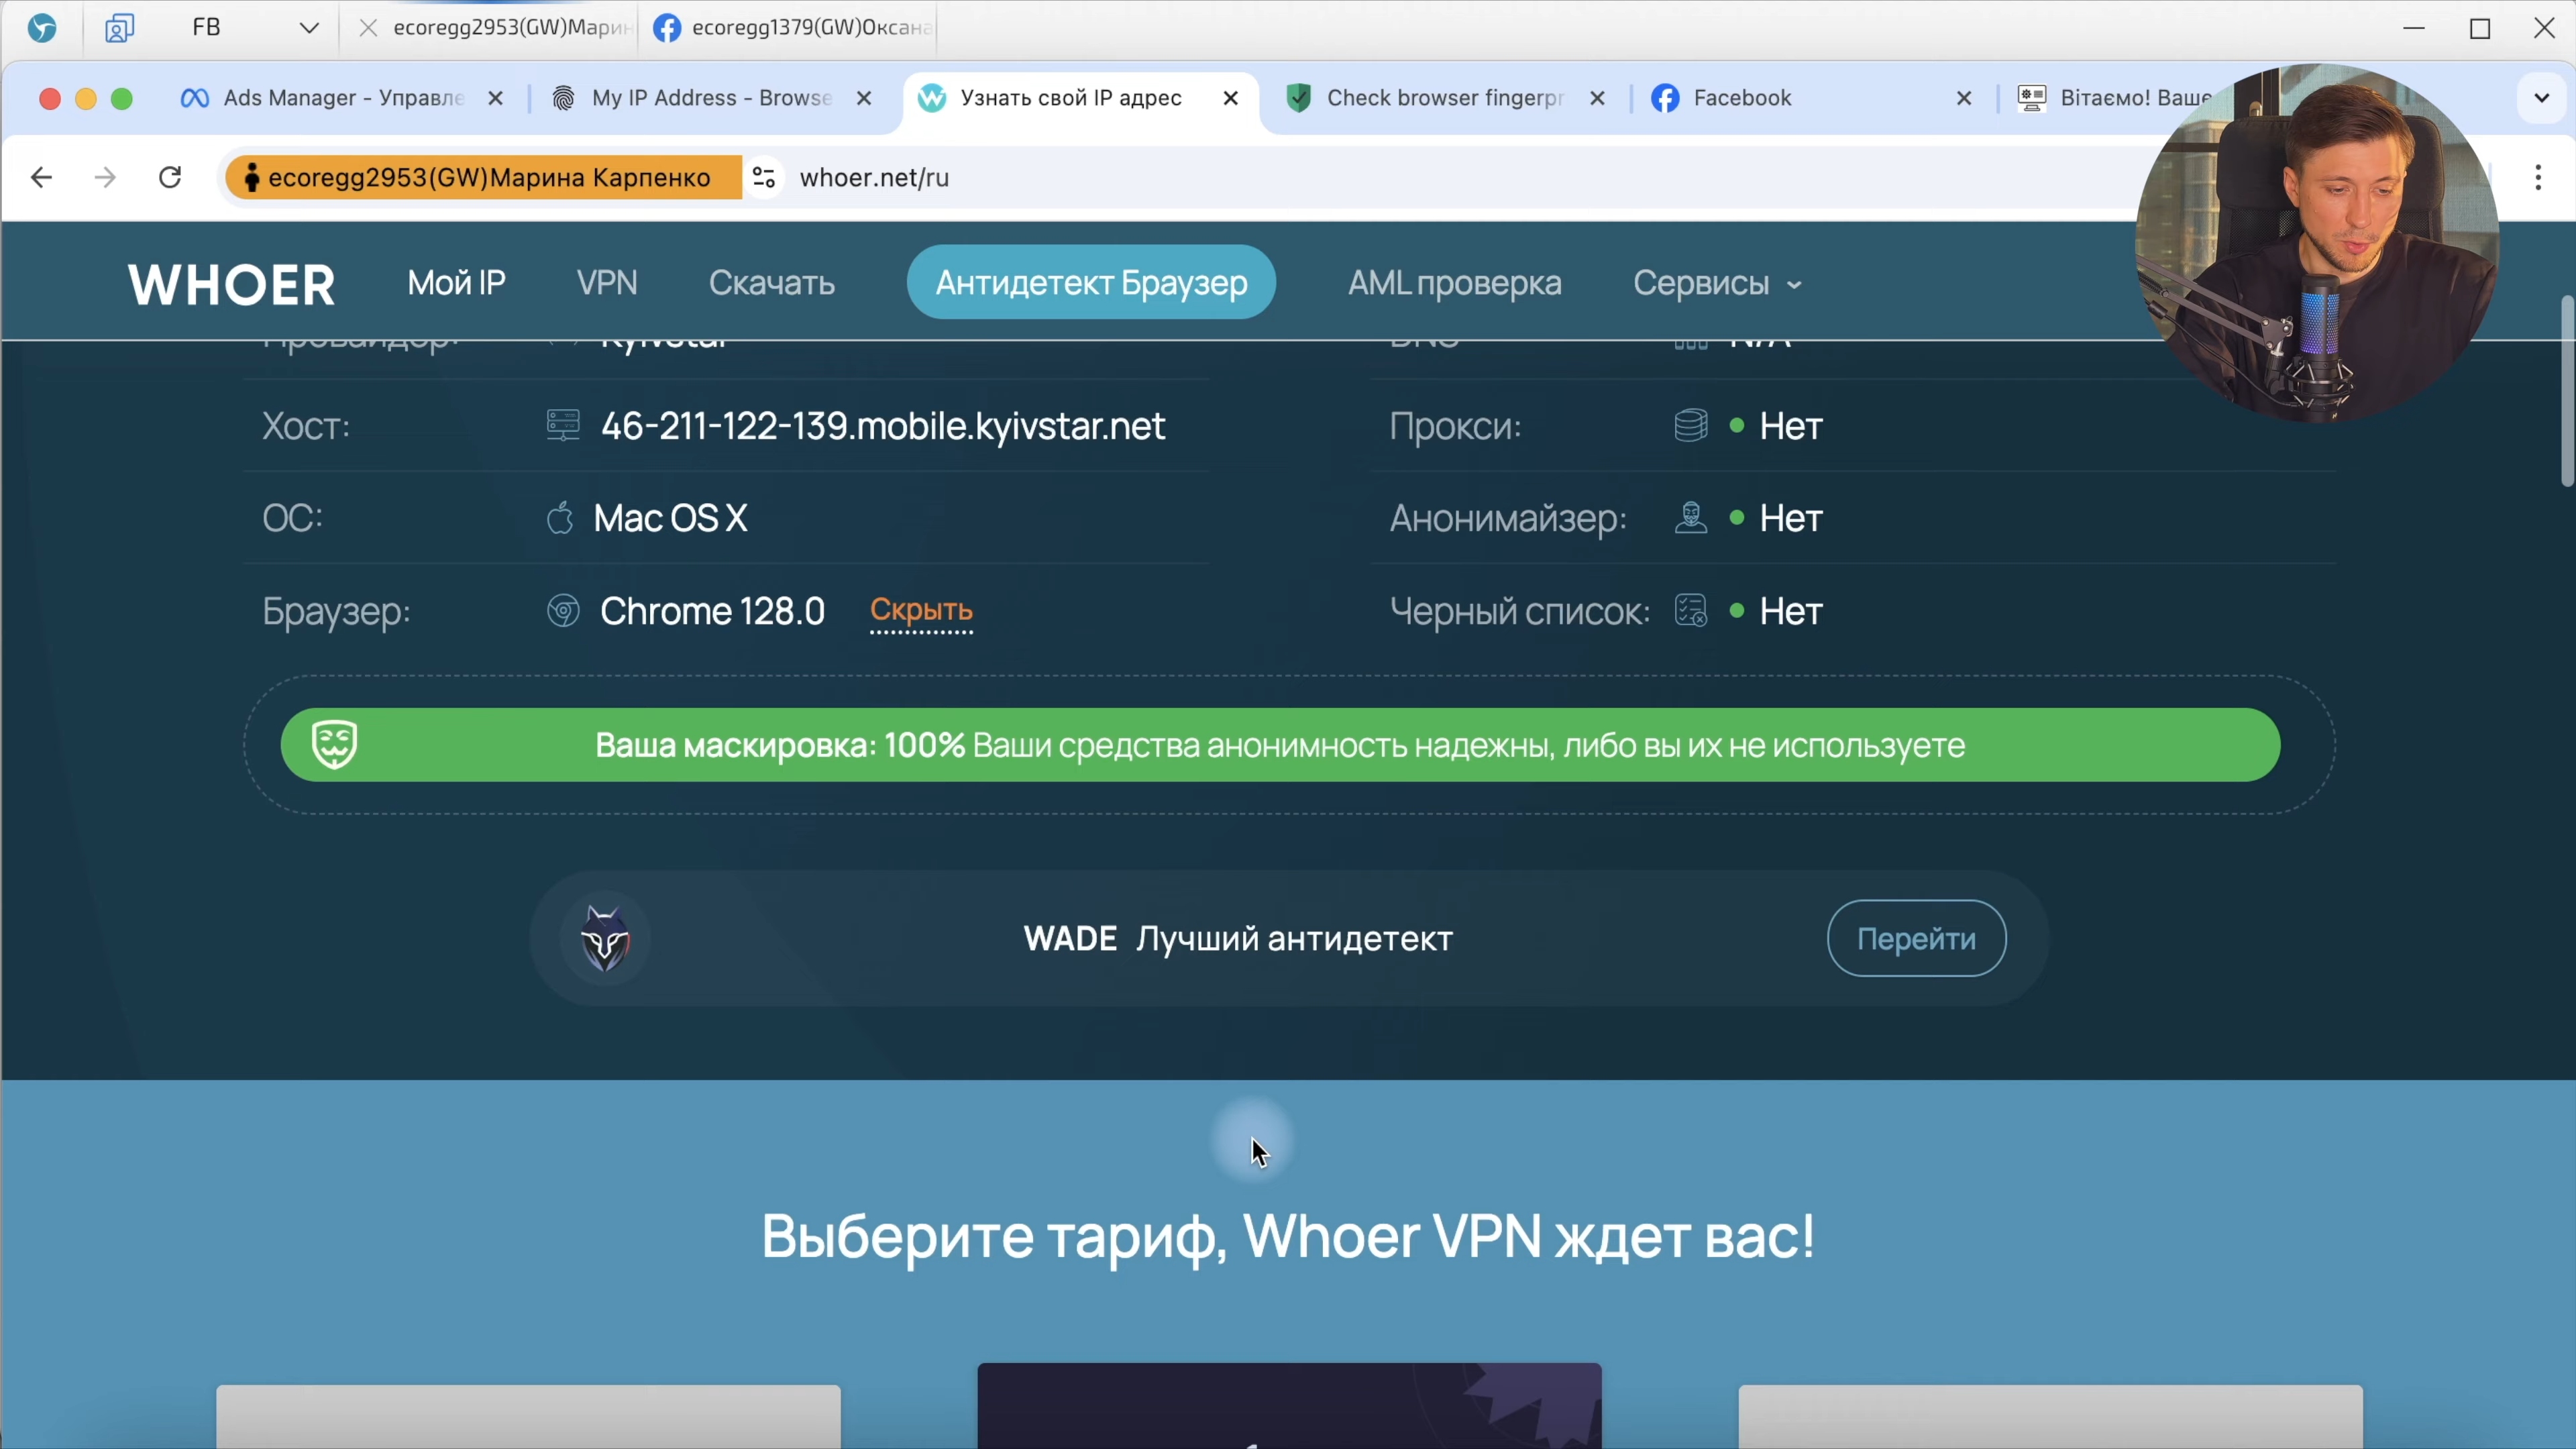 FB
ecoregg2953(GW)Марин
ecoregg1379(GW)Оксана
Ads Manager - Управле
My IP Address - Browse
Узнать свой IP адрес
Check browser fingerpr
Facebook
Вітаємо! Ваше
ecoregg2953(GW)Марина Карпенко
whoer.net/ru
WHOER
Мой IP
VPN
Скачать
Антидетект Браузер
AML проверка
Сервисы
Провайдер:
Kyivstar
DNS
N/A
Хост:
46-211-122-139.mobile.kyivstar.net
Прокси:
Нет
ОС:
Mac OS X
Анонимайзер:
Нет
Браузер:
Chrome 128.0
Скрыть
Черный список:
Нет
Ваша маскировка: 100% Ваши средства анонимность надежны, либо вы их не используете
WADE Лучший антидетект
Перейти
Выберите тариф, Whoer VPN ждет вас!